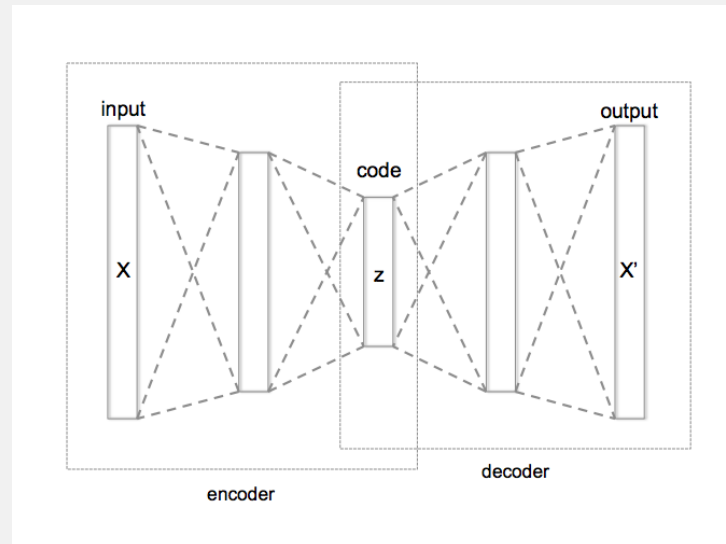 input
output
code
X
z
X'
decoder
encoder